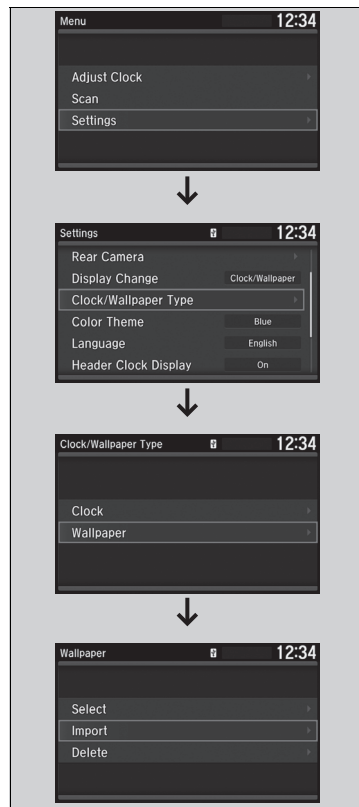 Menu 12:34
Adjust Clock
Scan
Settings
Settings 12:34
Rear Camera
Display Change Clock/Wallpaper
Clock/Wallpaper Type
Color Theme Blue
Language English
Header Clock Display On
Clock/Wallpaper Type 12:34
Clock
Wallpaper
Wallpaper 12:34
Select
Import
Delete